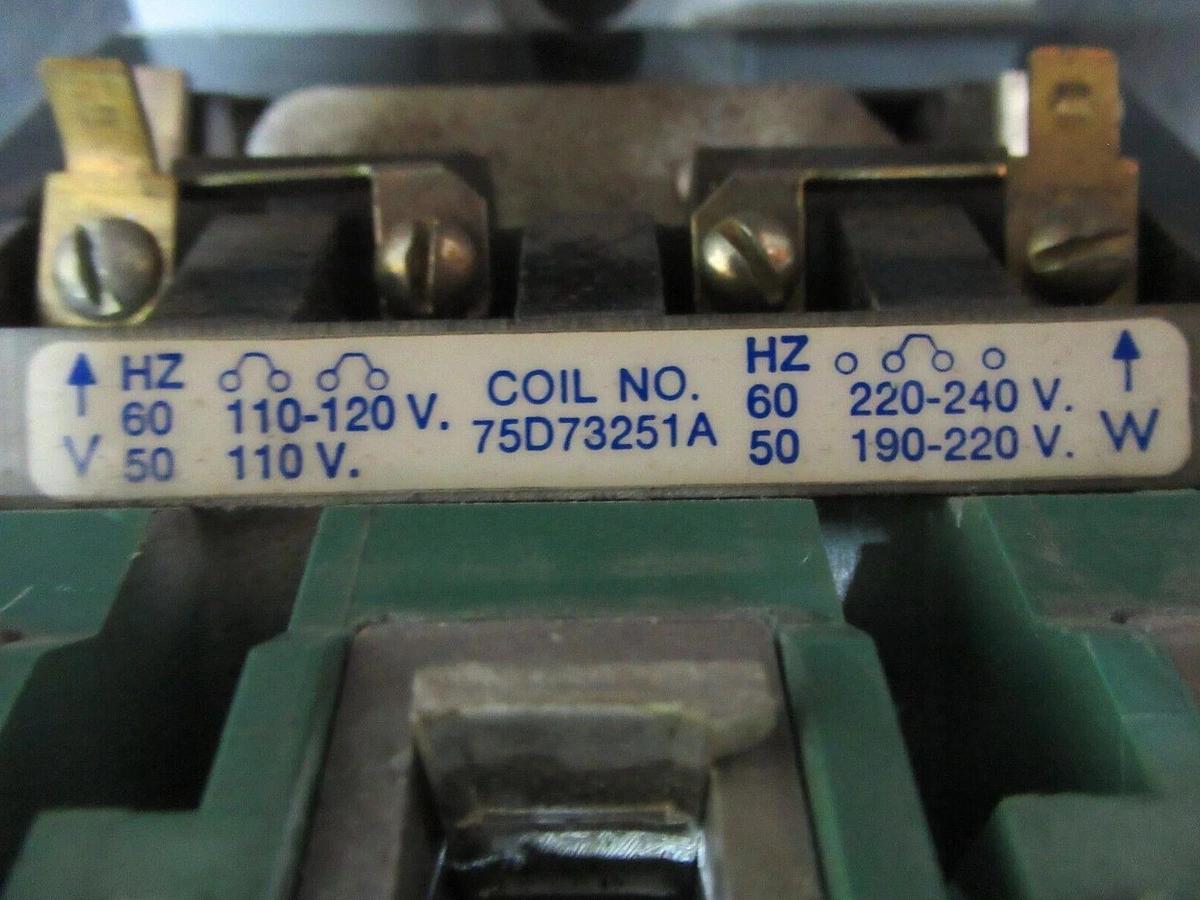 HZ
60 110-120 V.
50 110 V.
V
COIL NO.
75D73251A
HZ
60 220-240 V.
50 190-220 V.
W